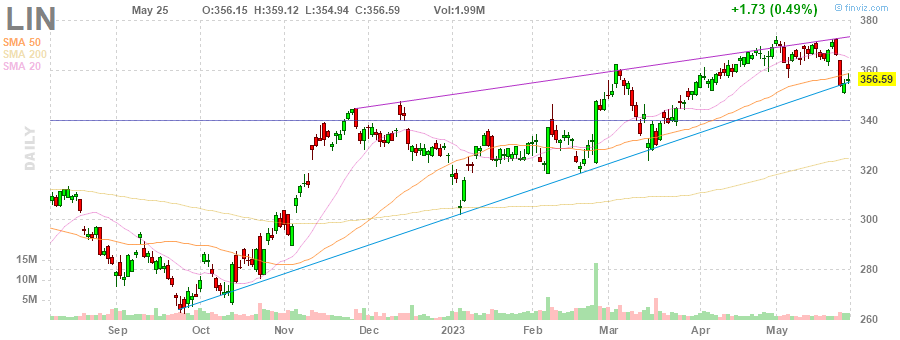 LIN May 25 O:356.15 H:359.12 L:354.94 C:356.59 Vol:1.99M +1.73 (0.49%) © finviz.com
SMA 50
SMA 200
SMA 20
DAILY
380
360
356.59
340
320
300
280
260
15M
10M
5M
Sep Oct Nov Dec 2023 Feb Mar Apr May